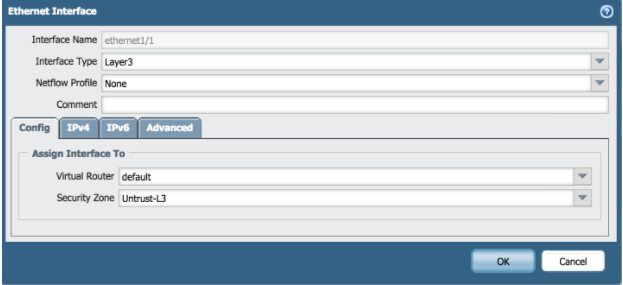 Ethernet Interface
Interface Name ethernet1/1
Interface Type Layer3
Netflow Profile None
Comment
Config IPv4 IPv6 Advanced
Assign Interface To
Virtual Router default
Security Zone Untrust-L3
OK Cancel